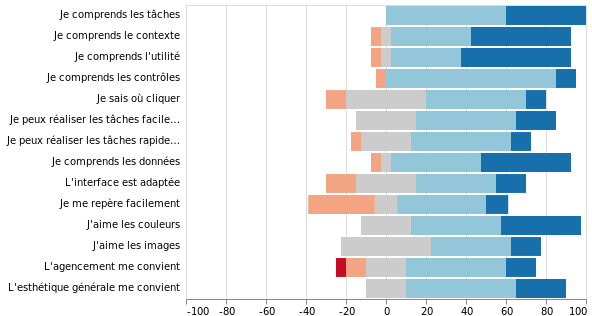 Je comprends les tâches
Je comprends le contexte
Je comprends l'utilité
Je comprends les contrôles
Je sais où cliquer
Je peux réaliser les tâches facile…
Je peux réaliser les tâches rapide…
Je comprends les données
L'interface est adaptée
Je me repère facilement
J'aime les couleurs
J'aime les images
L'agencement me convient
L'esthétique générale me convient
-100 -80 -60 -40 -20 0 20 40 60 80 100